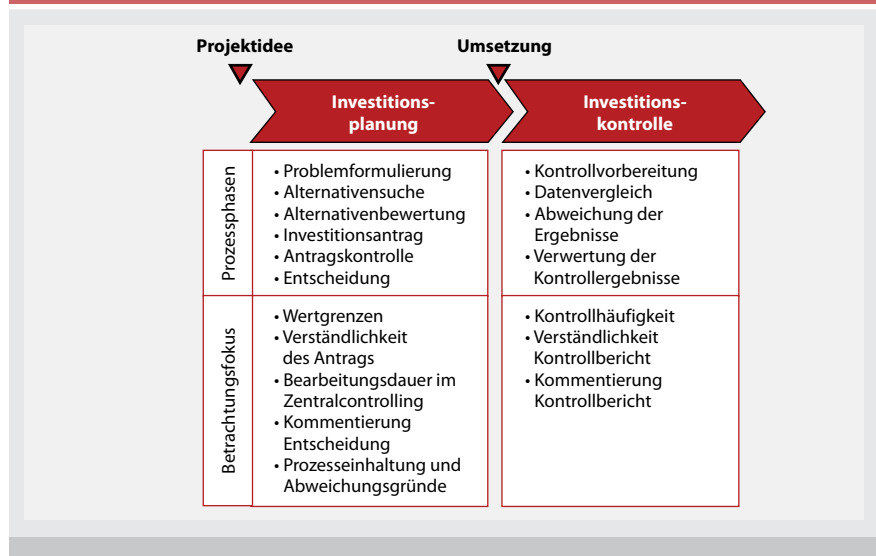 Projektidee
Umsetzung
Investitions-
planung
Investitions-
kontrolle
Prozessphasen
• Problemformulierung
• Alternativensuche
• Alternativenbewertung
• Investitionsantrag
• Antragskontrolle
• Entscheidung
• Kontrollvorbereitung
• Datenvergleich
• Abweichung der
Ergebnisse
• Verwertung der
Kontrollergebnisse
Betrachtungsfokus
• Wertgrenzen
• Verständlichkeit
des Antrags
• Bearbeitungsdauer im
Zentralcontrolling
• Kommentierung
Entscheidung
• Prozesseinhaltung und
Abweichungsgründe
• Kontrollhäufigkeit
• Verständlichkeit
Kontrollbericht
• Kommentierung
Kontrollbericht